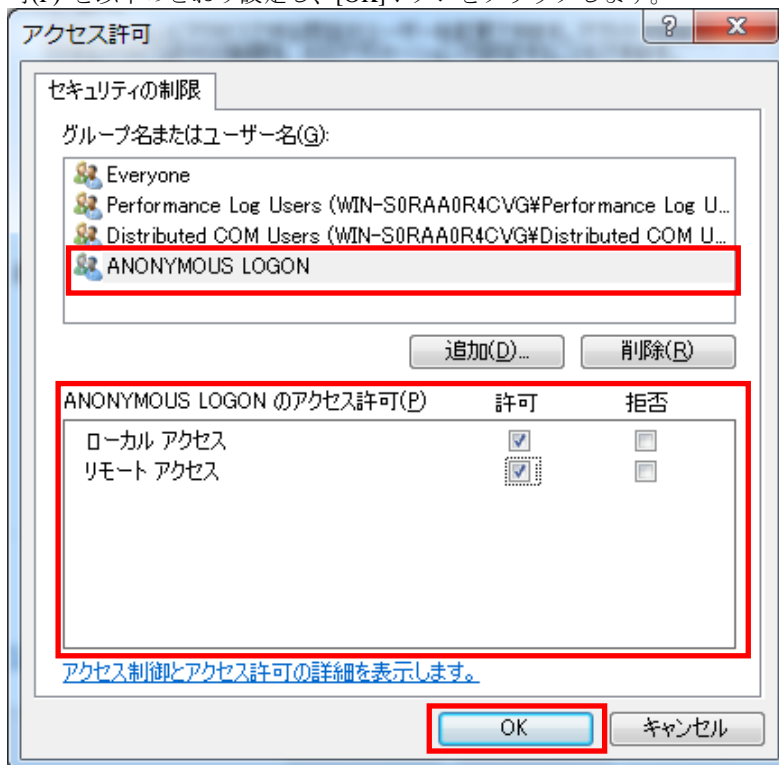 アクセス許可
セキュリティの制限
グループ名またはユーザー名(G):
Everyone
Performance Log Users (WIN-S0RAA0R4CVG¥Performance Log U...
Distributed COM Users (WIN-S0RAA0R4CVG¥Distributed COM U...
ANONYMOUS LOGON
追加(D)... 削除(R)
ANONYMOUS LOGON のアクセス許可(P) 許可 拒否
ローカル アクセス
リモート アクセス
アクセス制御とアクセス許可の詳細を表示します。
OK キャンセル